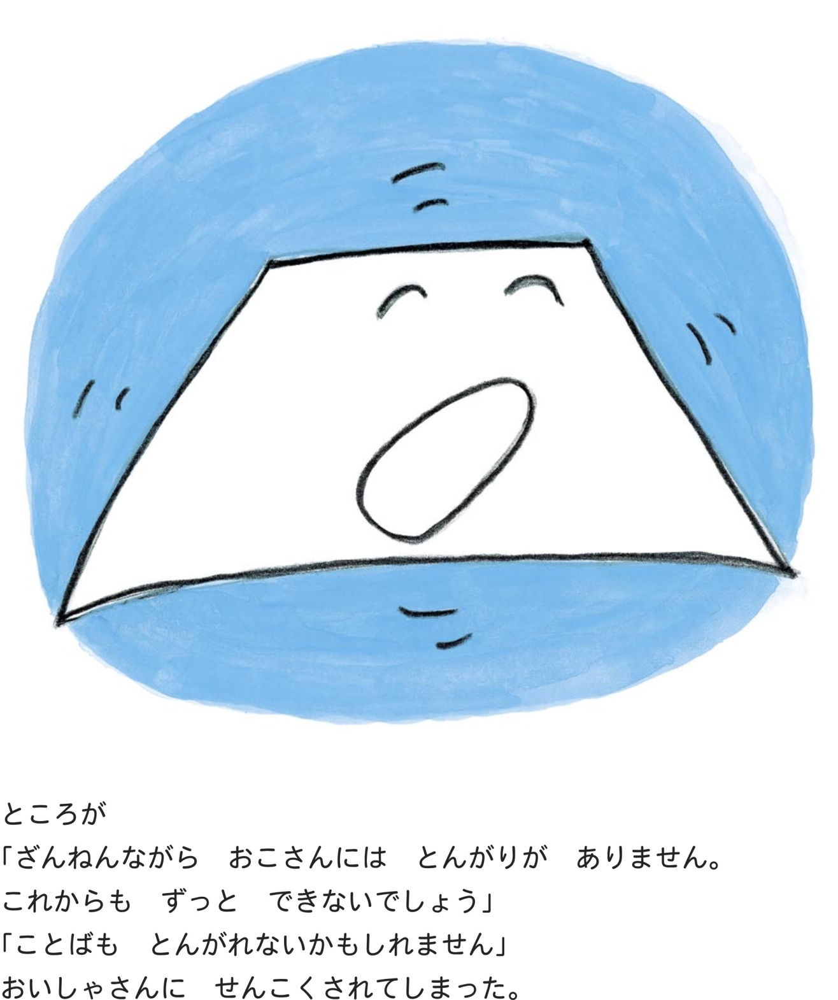 ところが
「ざんねんながら　おこさんには　とんがりが　ありません。
これからも　ずっと　できないでしょう」
「ことばも　とんがれないかもしれません」
おいしゃさんに　せんこくされてしまった。